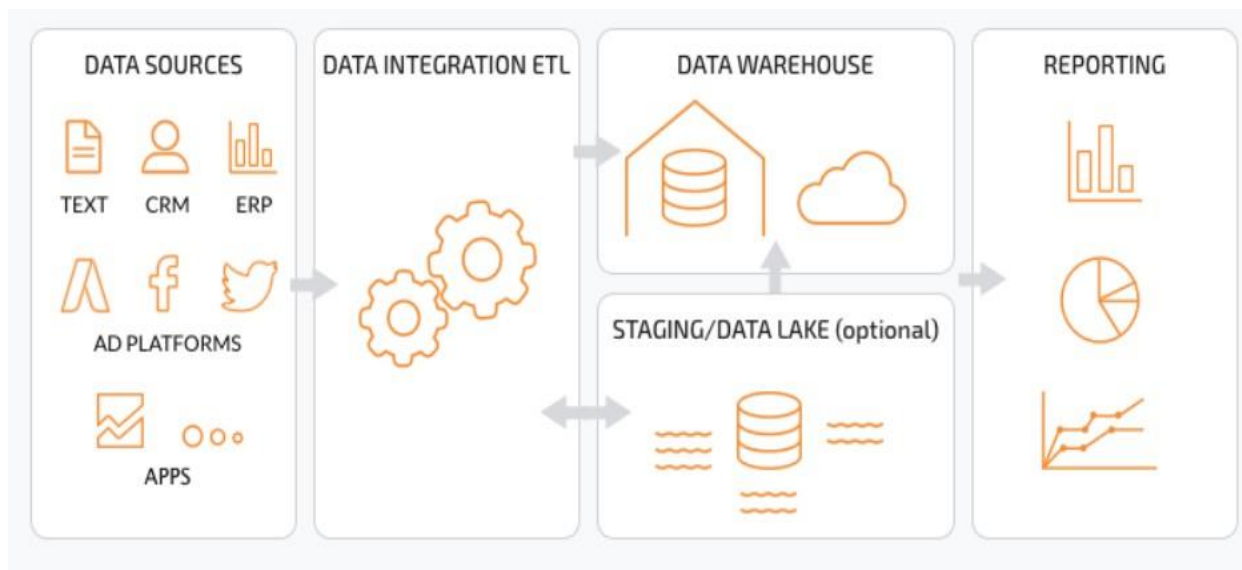 DATA SOURCES
TEXT CRM ERP
AD PLATFORMS
APPS
DATA INTEGRATION ETL
DATA WAREHOUSE
STAGING/DATA LAKE (optional)
REPORTING